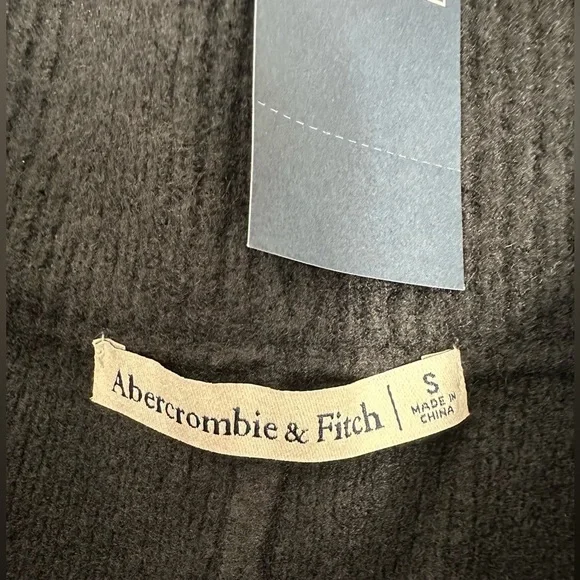 Abercrombie & Fitch | S
MADE IN
CHINA